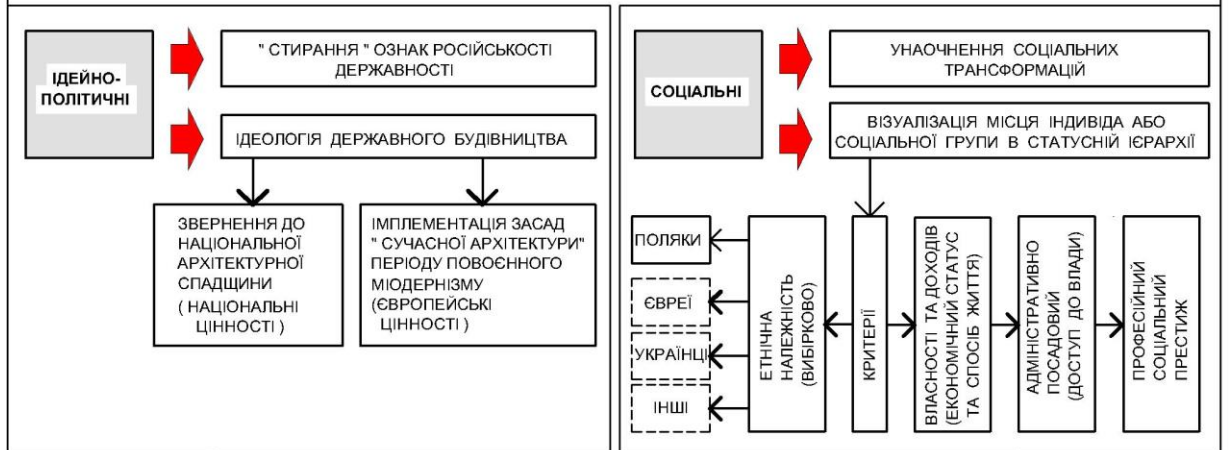 ІДЕЙНО-
ПОЛІТИЧНІ
" СТИРАННЯ " ОЗНАК РОСІЙСЬКОСТІ
ДЕРЖАВНОСТІ
ІДЕОЛОГІЯ ДЕРЖАВНОГО БУДІВНИЦТВА
ЗВЕРНЕННЯ ДО
НАЦІОНАЛЬНОЇ
АРХІТЕКТУРНОЇ
СПАДЩИНИ
( НАЦІОНАЛЬНІ
ЦІННОСТІ )
ІМПЛЕМЕНТАЦІЯ ЗАСАД
" СУЧАСНОЇ АРХІТЕКТУРИ"
ПЕРІОДУ ПОВОЄННОГО
МІОДЕРНІЗМУ
(ЄВРОПЕЙСЬКІ
ЦІННОСТІ )
СОЦІАЛЬНІ
УНАОЧНЕННЯ СОЦІАЛЬНИХ
ТРАНСФОРМАЦІЙ
ВІЗУАЛІЗАЦІЯ МІСЦЯ ІНДИВІДА АБО
СОЦІАЛЬНОЇ ГРУПИ В СТАТУСНІЙ ІЄРАРХІЇ
ПОЛЯКИ
ЄВРЕЇ
УКРАЇНЦІ
ІНШІ
ЕТНІЧНА
НАЛЕЖНІСТЬ
(ВИБІРКОВО)
КРИТЕРІЇ
ВЛАСНОСТІ ТА ДОХОДІВ
(ЕКОНОМІЧНИЙ СТАТУС
ТА СПОСІБ ЖИТТЯ)
АДМІНІСТРАТИВНО
ПОСАДОВИЙ
(ДОСТУП ДО ВЛАДИ)
ПРОФЕСІЙНИЙ
СОЦІАЛЬНИЙ
ПРЕСТИЖ